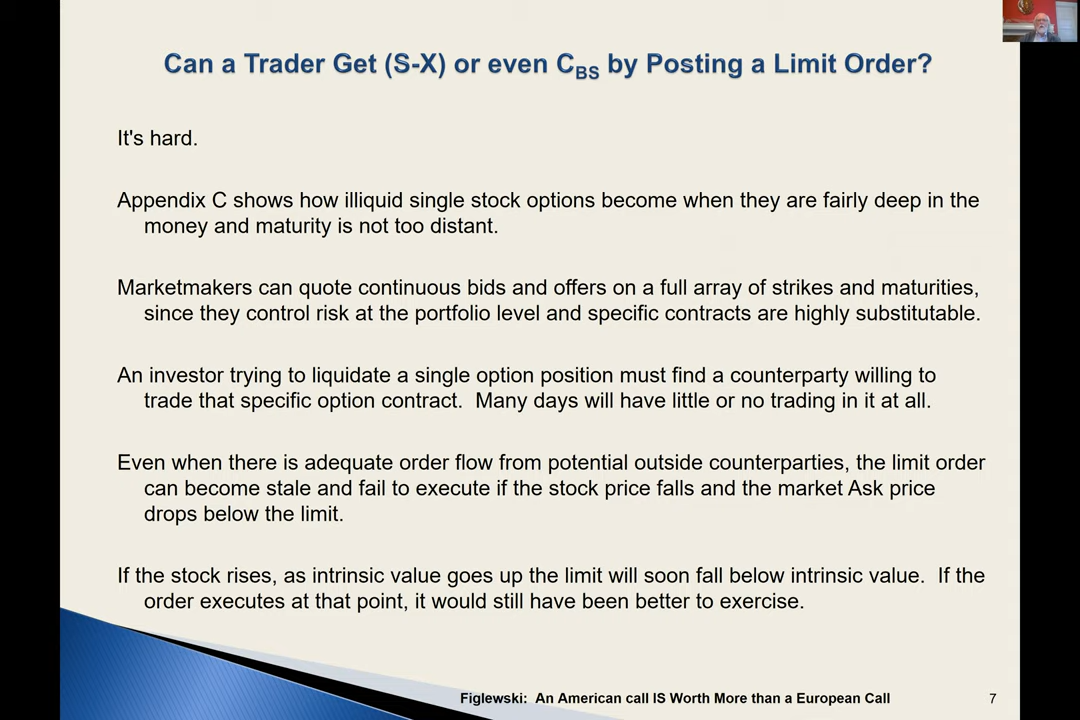 Can a Trader Get (S-X) or even CBS by Posting a Limit Order?
It's hard.
Appendix C shows how illiquid single stock options become when they are fairly deep in the
money and maturity is not too distant.
Marketmakers can quote continuous bids and offers on a full array of strikes and maturities,
since they control risk at the portfolio level and specific contracts are highly substitutable.
An investor trying to liquidate a single option position must find a counterparty willing to
trade that specific option contract.  Many days will have little or no trading in it at all.
Even when there is adequate order flow from potential outside counterparties, the limit order
can become stale and fail to execute if the stock price falls and the market Ask price
drops below the limit.
If the stock rises, as intrinsic value goes up the limit will soon fall below intrinsic value.  If the
order executes at that point, it would still have been better to exercise.
Figlewski:  An American call IS Worth More than a European Call
7